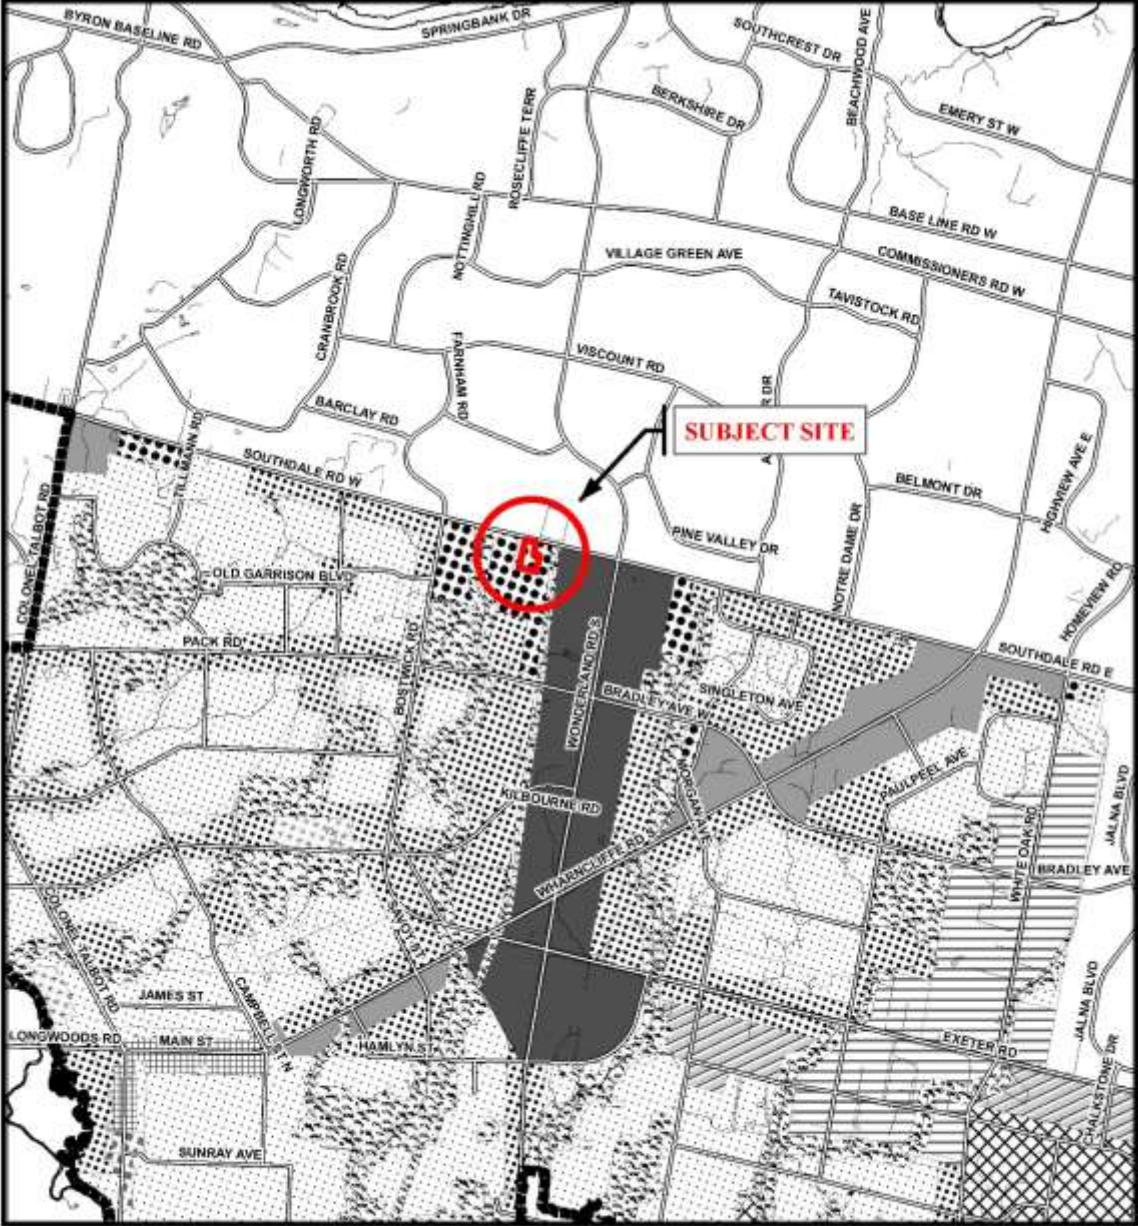 BYRON BASELINE RD
SPRINGBANK DR
SOUTHCREST DR
BEACHWOOD AVE
BERKSHIRE DR
EMERY ST W
ROSECLIFFE TERR
LONGWORTH RD
NOTTINGHILL RD
BASE LINE RD W
VILLAGE GREEN AVE
COMMISSIONERS RD W
TAVISTOCK RD
CRANBROOK RD
FARNHAM RD
VISCOUNT RD
BARCLAY RD
SUBJECT SITE
TILLMANN RD
SOUTHDALE RD W
BELMONT DR
HIGHVIEW AVE E
COLONEL TALBOT RD
PINE VALLEY DR
NOTRE DAME DR
OLD GARRISON BLVD
HOMEVIEW RD
PACK RD
BOSTWICK RD
SOUTHDALE RD E
WONDERLAND RD S
BRADLEY AVE W
SINGLETON AVE
PAULPEEL AVE
JALNA BLVD
KILBOURNE RD
WHITE OAK RD
WHARNCLIFFE RD S
BRADLEY AVE
COLONEL TALBOT RD
CAMPBELL ST N
JAMES ST
JALNA BLVD
LONGWOODS RD
MAIN ST
HAMLYN ST
EXETER RD
CHALKSTONE DR
SUNRAY AVE